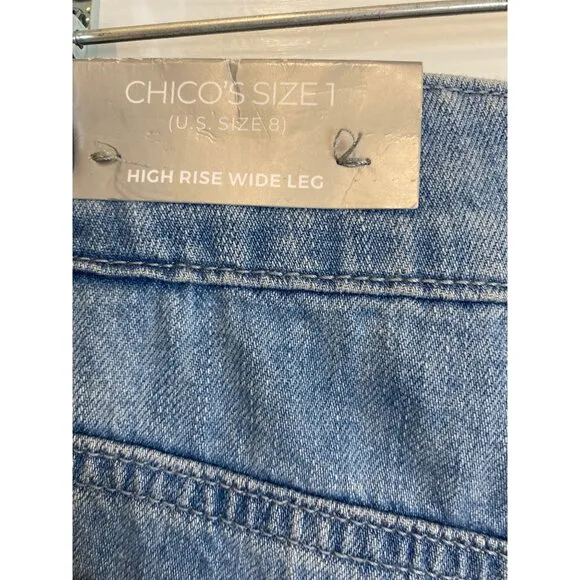 CHICO'S SIZE 1
(U.S. SIZE 8)
HIGH RISE WIDE LEG